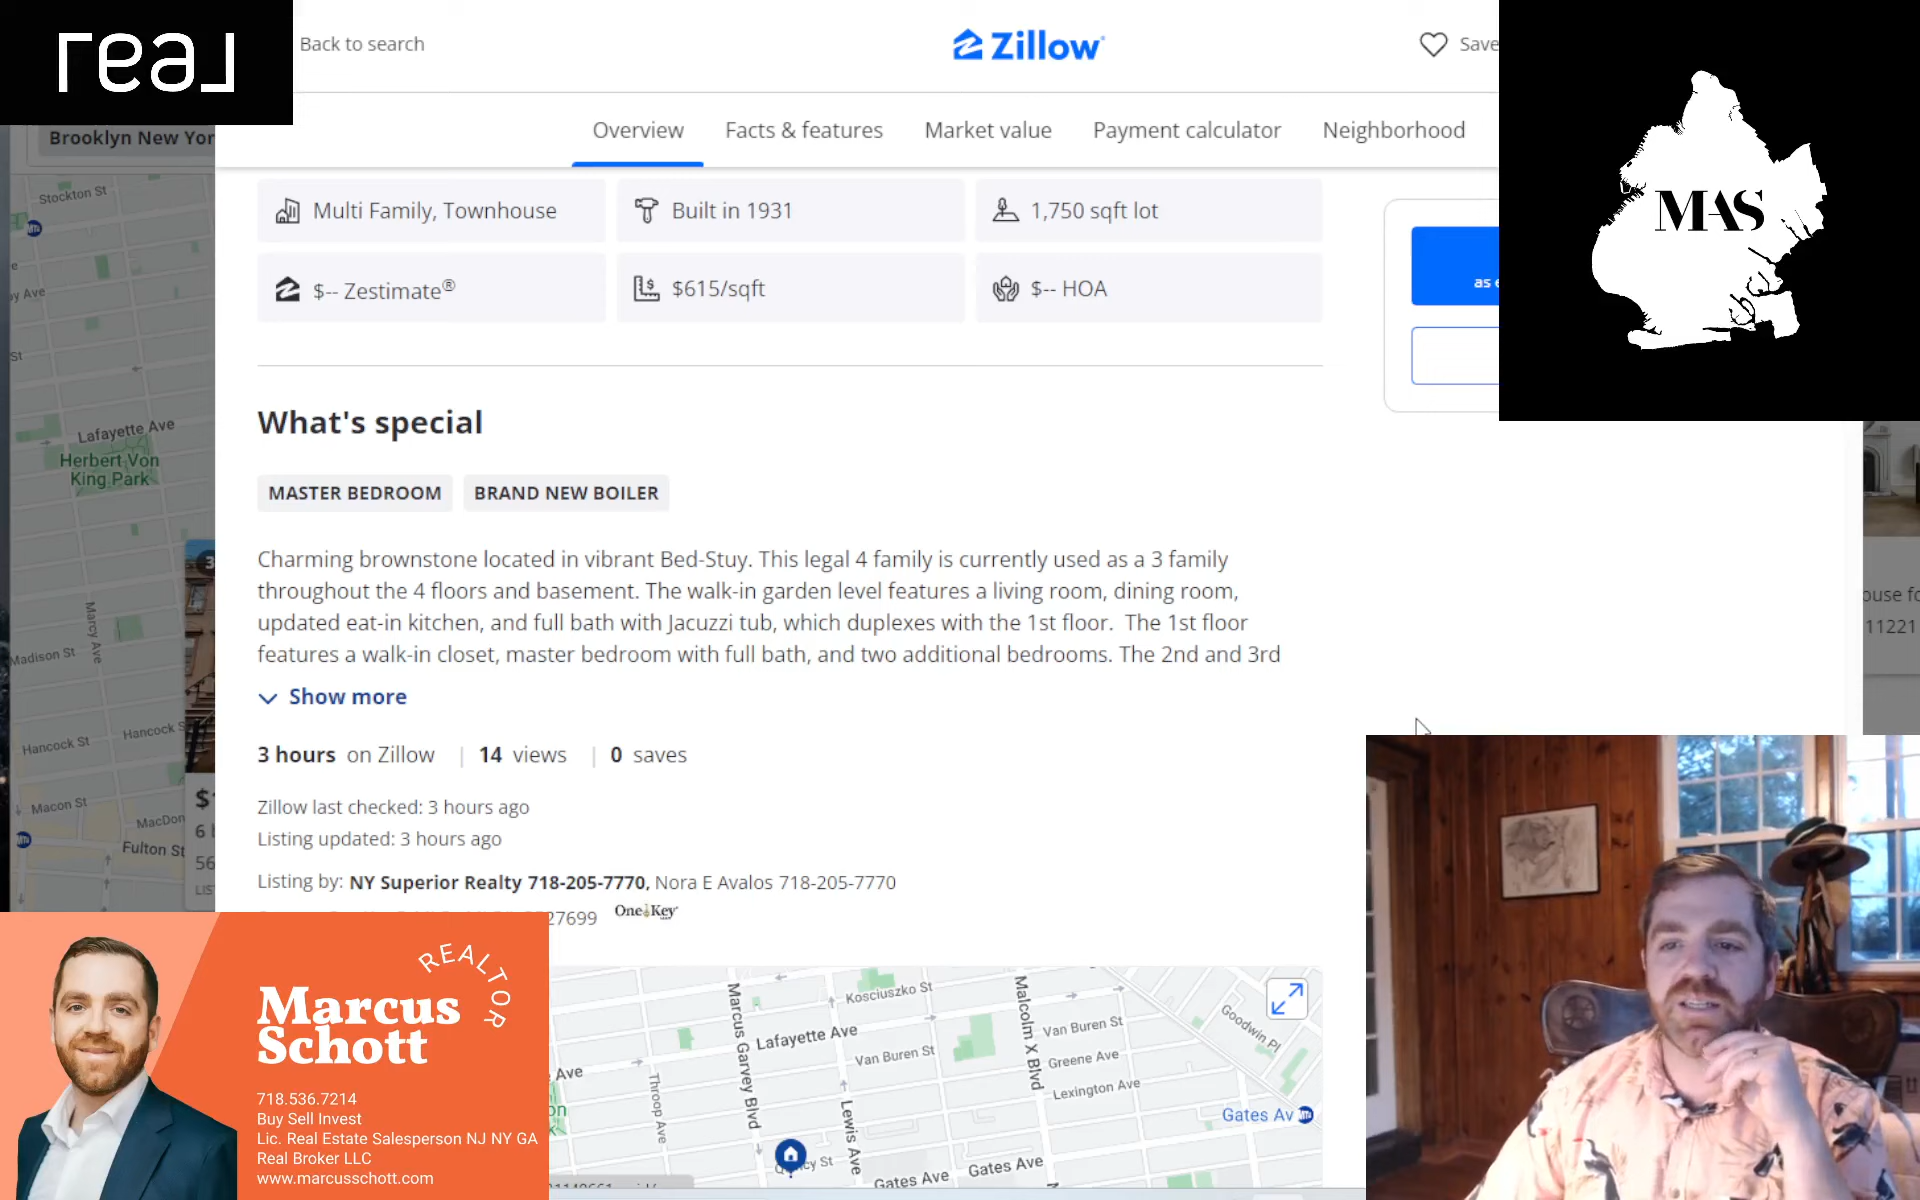 real
Back to search
Zillow
Save
MAS
Brooklyn New Yor
Overview
Facts & features
Market value
Payment calculator
Neighborhood
Multi Family, Townhouse
Built in 1931
1,750 sqft lot
$-- Zestimate®
$615/sqft
$-- HOA
as e
What's special
MASTER BEDROOM
BRAND NEW BOILER
Charming brownstone located in vibrant Bed-Stuy. This legal 4 family is currently used as a 3 family
throughout the 4 floors and basement. The walk-in garden level features a living room, dining room,
updated eat-in kitchen, and full bath with Jacuzzi tub, which duplexes with the 1st floor. The 1st floor
features a walk-in closet, master bedroom with full bath, and two additional bedrooms. The 2nd and 3rd
Show more
3 hours on Zillow | 14 views | 0 saves
Zillow last checked: 3 hours ago
Listing updated: 3 hours ago
Listing by: NY Superior Realty 718-205-7770, Nora E Avalos 718-205-7770
27699
OneKey
Stockton St
Lafayette Ave
Herbert Von
King Park
Marcy Ave
Madison St
Hancock St
Hancock S
Macon St
MacDon
Fulton St
ouse fo
11221
REALTOR
Marcus
Schott
718.536.7214
Buy Sell Invest
Lic. Real Estate Salesperson NJ NY GA
Real Broker LLC
www.marcusschott.com
Kosciuszko St
Lafayette Ave
Van Buren St
Marcus Garvey Blvd
Malcolm X Blvd
Van Buren St
Greene Ave
Lexington Ave
Goodwin Pl
Gates Av
Throop Ave
Lewis Ave
Ave
cy St
Gates Ave
Gates Ave